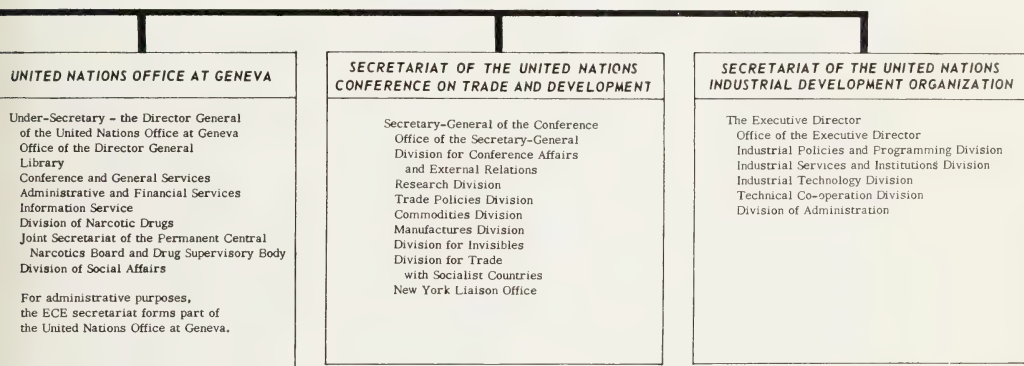 UNITED NATIONS OFFICE AT GENEVA
Under-Secretary - the Director General
of the United Nations Office at Geneva
Office of the Director General
Library
Conference and General Services
Administrative and Financial Services
Information Service
Division of Narcotic Drugs
Joint Secretariat of the Permanent Central
Narcotics Board and Drug Supervisory Body
Division of Social Affairs
For administrative purposes,
the ECE secretariat forms part of
the United Nations Office at Geneva.
SECRETARIAT OF THE UNITED NATIONS
CONFERENCE ON TRADE AND DEVELOPMENT
Secretary-General of the Conference
Office of the Secretary-General
Division for Conference Affairs
and External Relations
Research Division
Trade Policies Division
Commodities Division
Manufactures Division
Division for Invisibles
Division for Trade
with Socialist Countries
New York Liaison Office
SECRETARIAT OF THE UNITED NATIONS
INDUSTRIAL DEVELOPMENT ORGANIZATION
The Executive Director
Office of the Executive Director
Industrial Policies and Programming Division
Industrial Services and Institutions Division
Industrial Technology Division
Technical Co-operation Division
Division of Administration